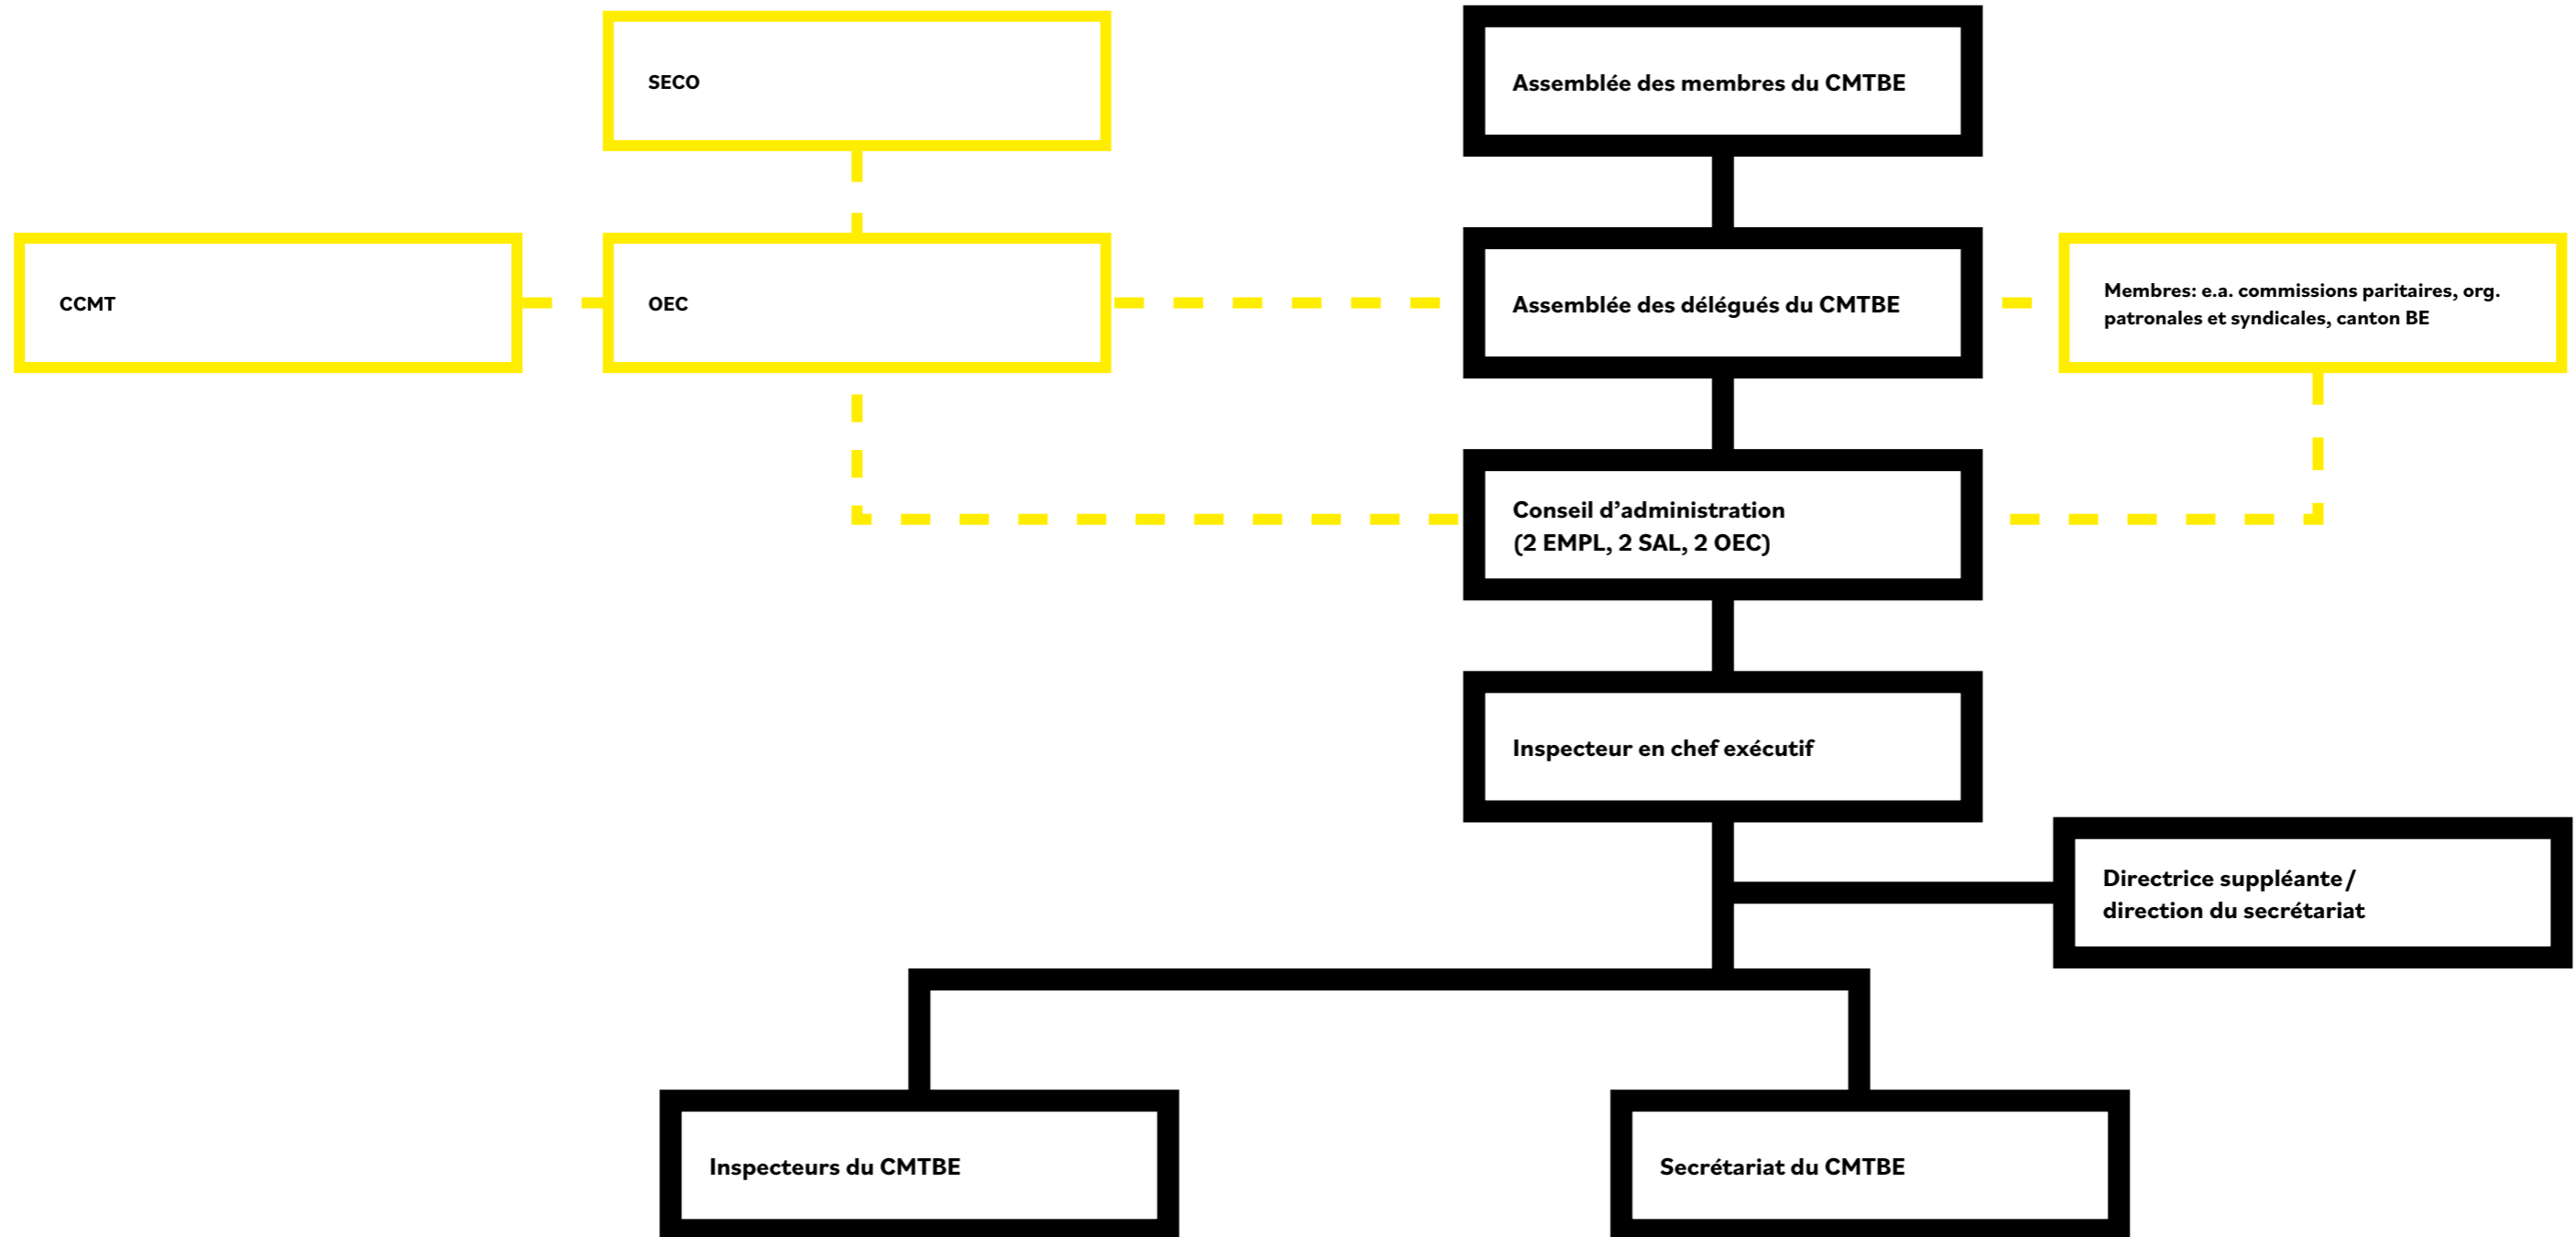 SECO
Assemblée des membres du CMTBE
CCMT
OEC
Assemblée des délégués du CMTBE
Membres: e.a. commissions paritaires, org.
patronales et syndicales, canton BE
Conseil d’administration
(2 EMPL, 2 SAL, 2 OEC)
Inspecteur en chef exécutif
Directrice suppléante/
direction du secrétariat
Inspecteurs du CMTBE
Secrétariat du CMTBE